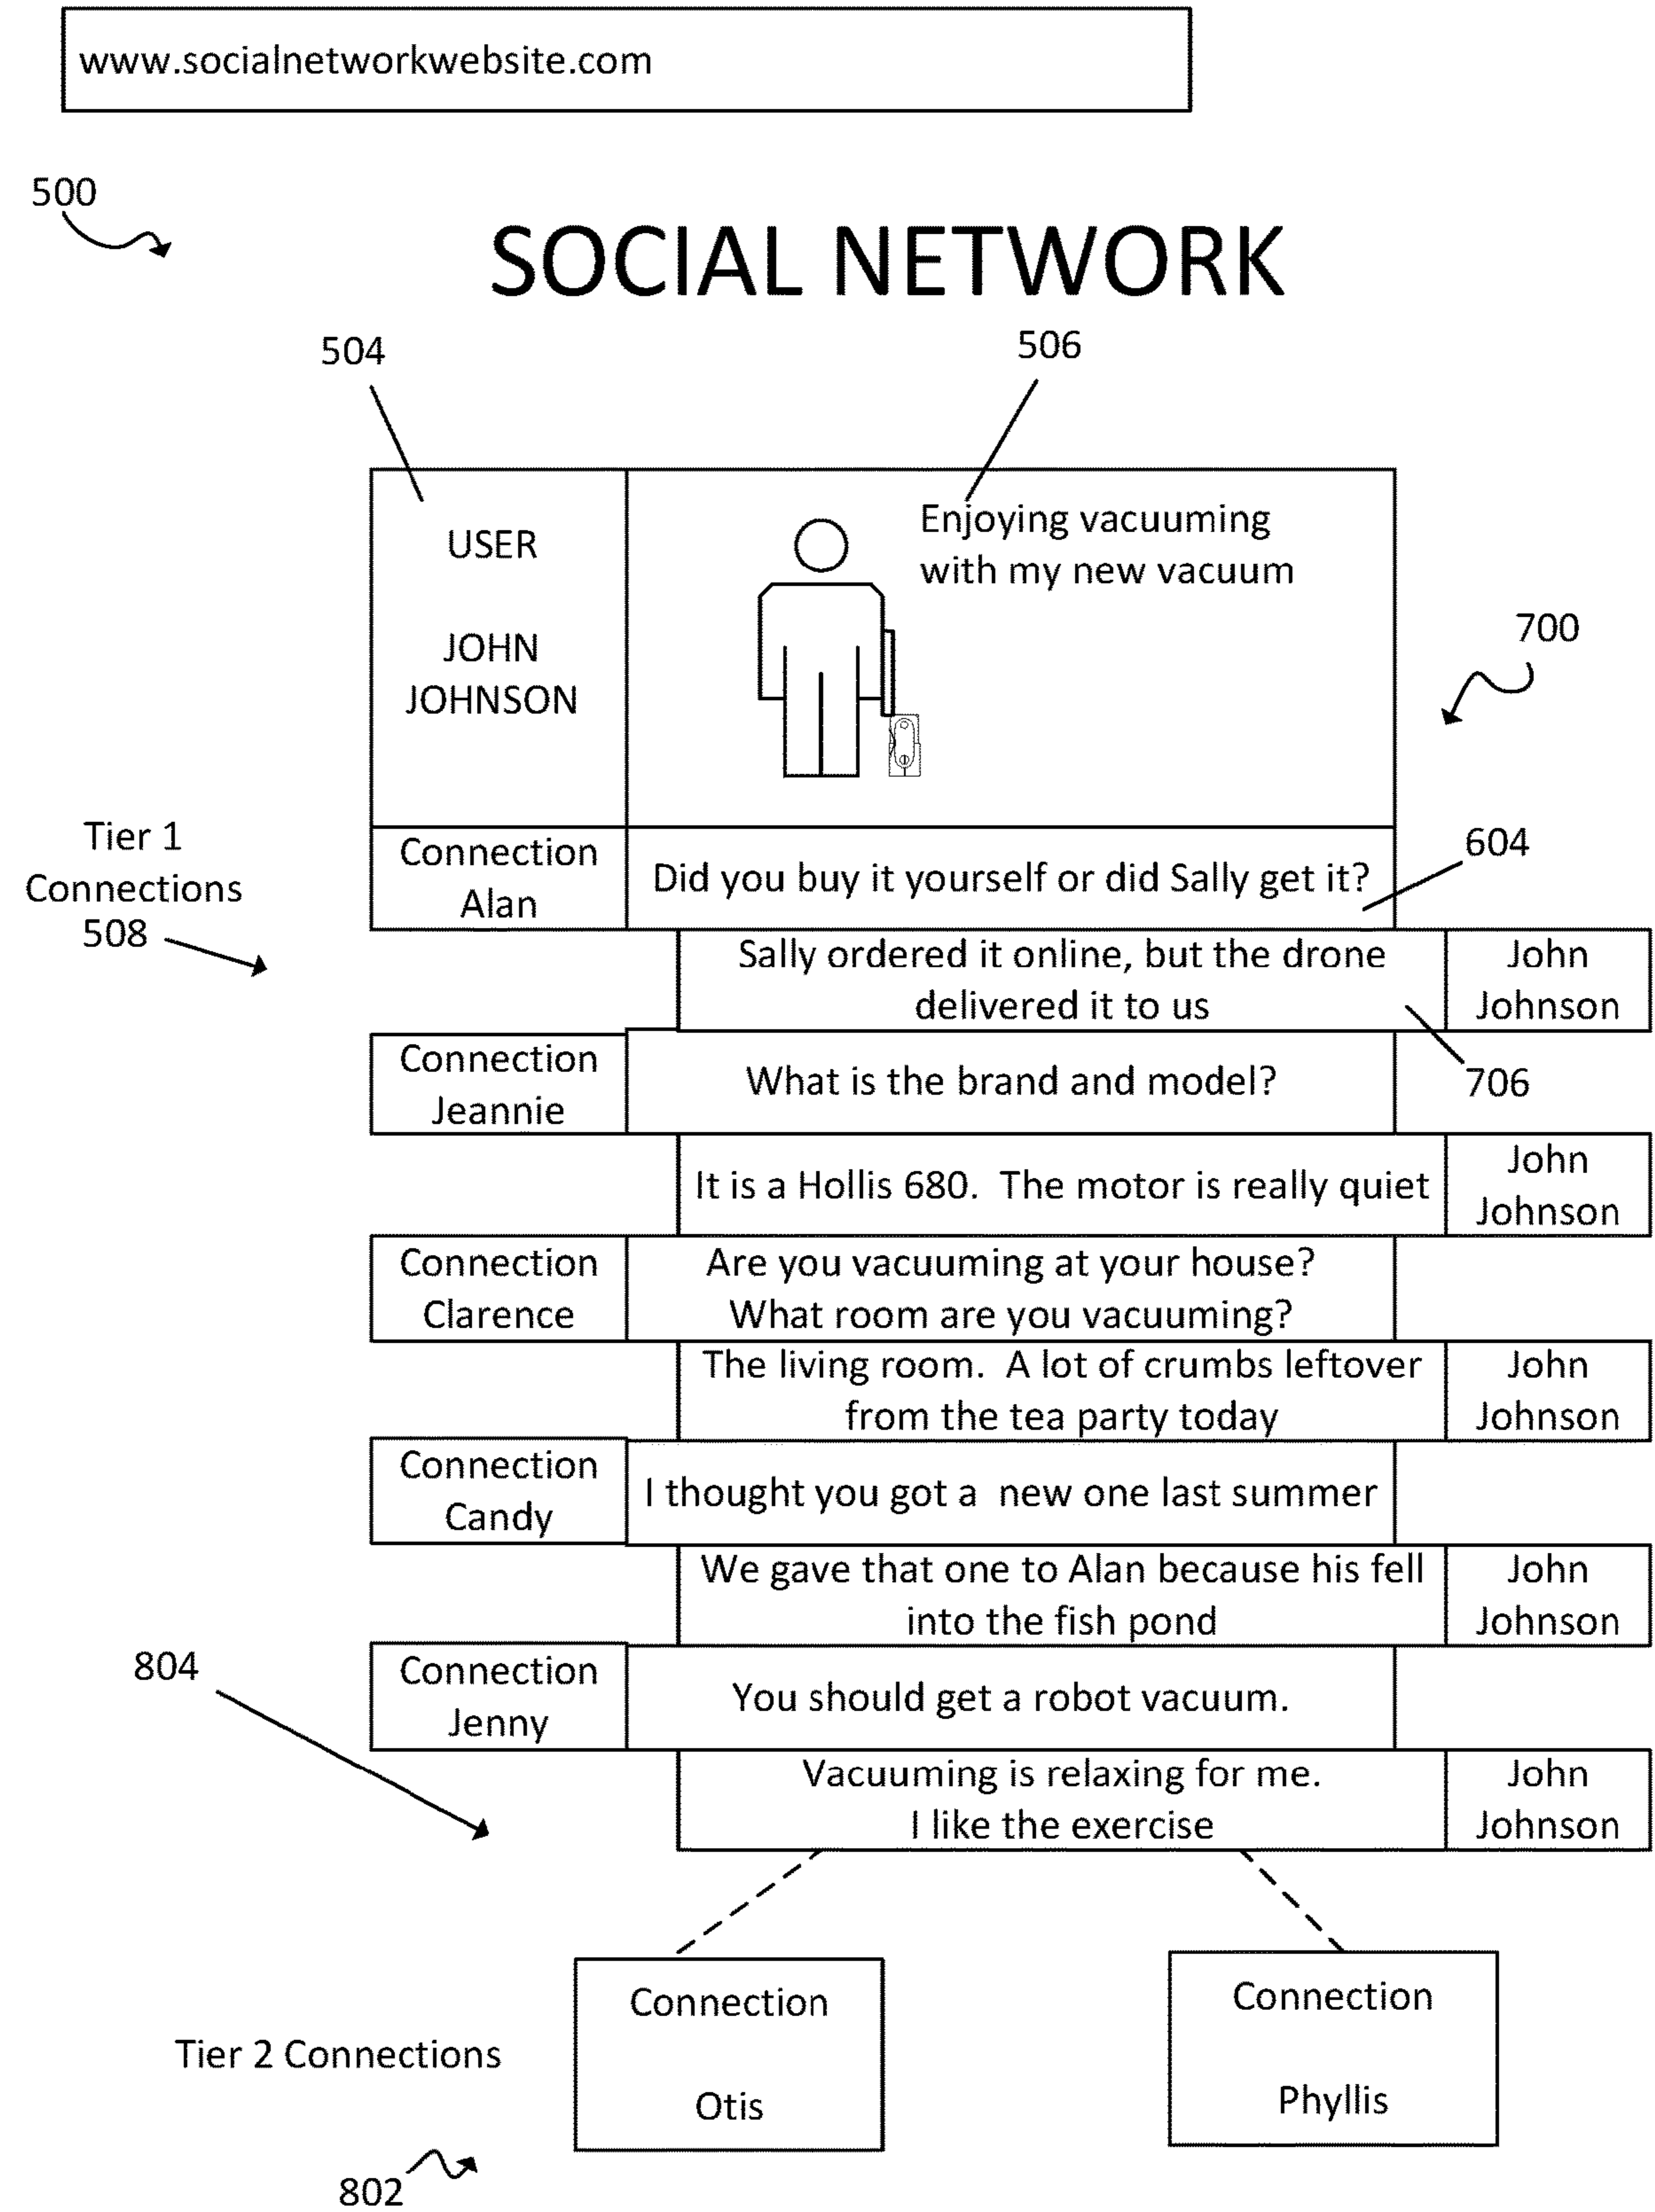 www.socialnetworkwebsite.com
500
SOCIAL NETWORK
504
506
USER
JOHN
JOHNSON
Enjoying vacuuming
with my new vacuum
700
Tier 1
Connections
508
Connection
Alan
Did you buy it yourself or did Sally get it?
604
Sally ordered it online, but the drone
delivered it to us
John
Johnson
706
Connection
Jeannie
What is the brand and model?
It is a Hollis 680.  The motor is really quiet
John
Johnson
Connection
Clarence
Are you vacuuming at your house?
What room are you vacuuming?
The living room.  A lot of crumbs leftover
from the tea party today
John
Johnson
Connection
Candy
I thought you got a  new one last summer
We gave that one to Alan because his fell
into the fish pond
John
Johnson
804
Connection
Jenny
You should get a robot vacuum.
Vacuuming is relaxing for me.
I like the exercise
John
Johnson
Tier 2 Connections
802
Connection
Otis
Connection
Phyllis